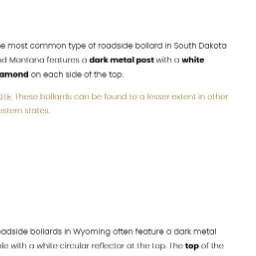 e most common type of roadside bollard in South Dakota
nd Montana features a dark metal post with a white
amond on each side of the top.
These bollards can be found to a lesser extent in other
estern states.
oadside bollards in Wyoming often feature a dark metal
le with a white circular reflector at the top. The top of the